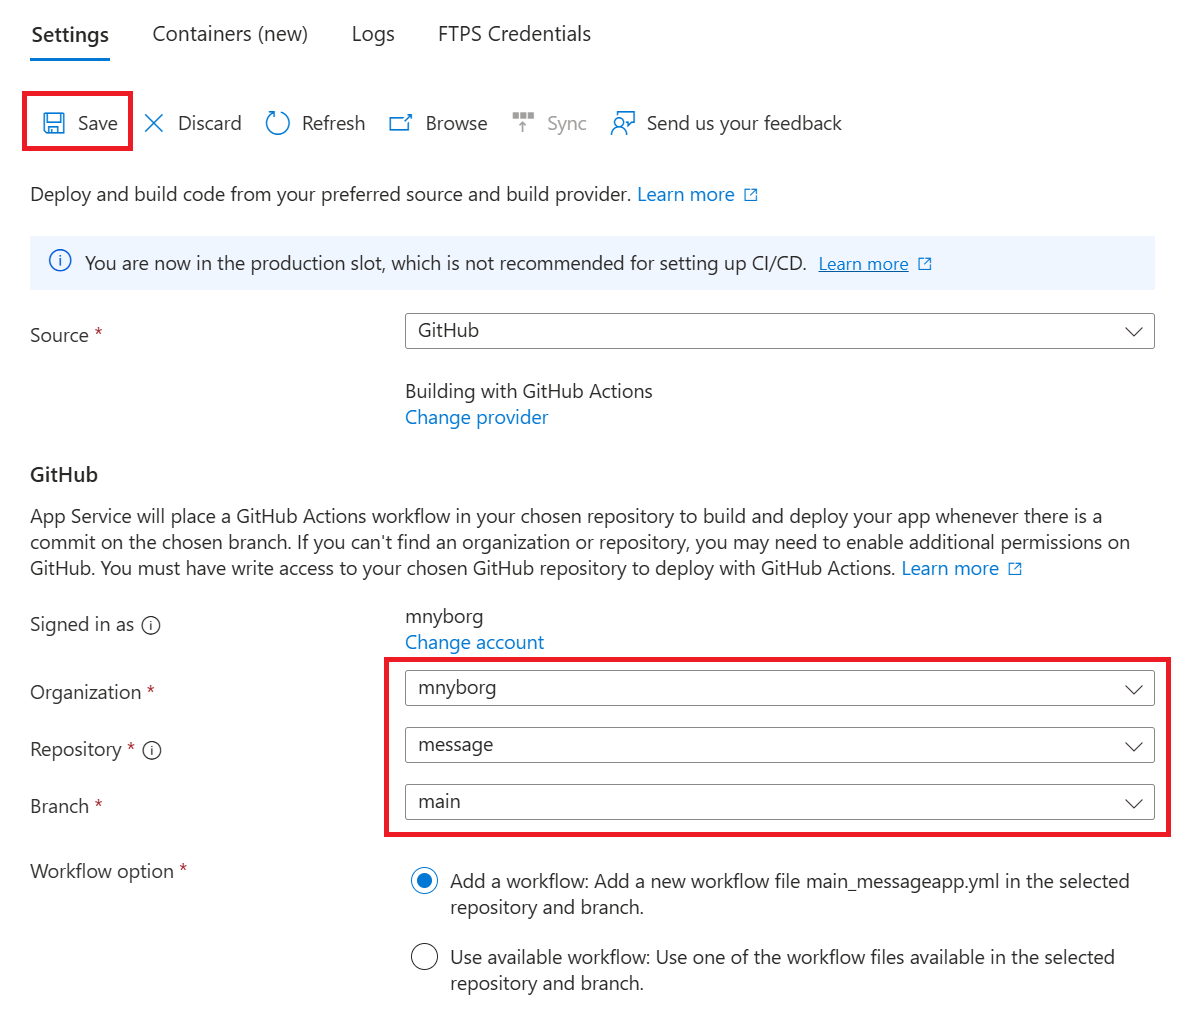 Settings Containers (new) Logs FTPS Credentials
Save Discard Refresh Browse Sync Send us your feedback
Deploy and build code from your preferred source and build provider. Learn more
You are now in the production slot, which is not recommended for setting up CI/CD. Learn more
Source * GitHub
Building with GitHub Actions
Change provider
GitHub
App Service will place a GitHub Actions workflow in your chosen repository to build and deploy your app whenever there is a
commit on the chosen branch. If you can't find an organization or repository, you may need to enable additional permissions on
GitHub. You must have write access to your chosen GitHub repository to deploy with GitHub Actions. Learn more
Signed in as mnyborg
Change account
Organization * mnyborg
Repository * message
Branch * main
Workflow option *
Add a workflow: Add a new workflow file main_messageapp.yml in the selected
repository and branch.
Use available workflow: Use one of the workflow files available in the selected
repository and branch.